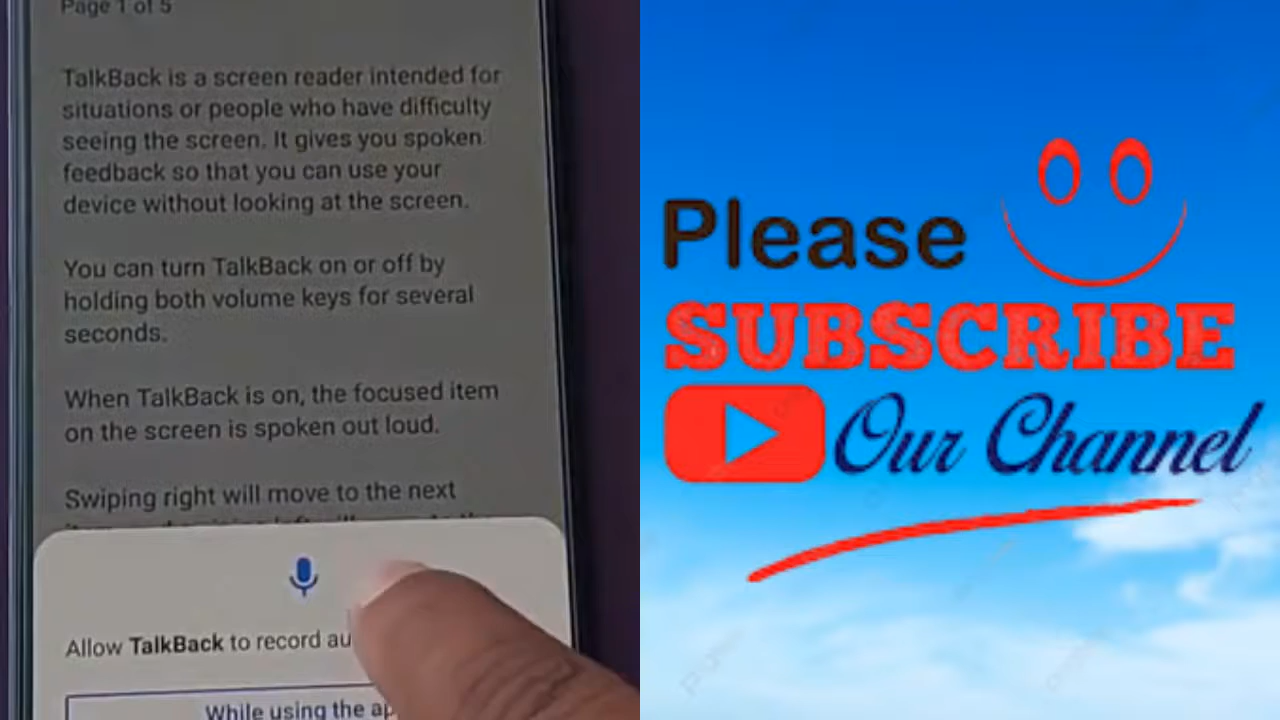 Page 1 of 5
TalkBack is a screen reader intended for
situations or people who have difficulty
seeing the screen. It gives you spoken
feedback so that you can use your
device without looking at the screen.
You can turn TalkBack on or off by
holding both volume keys for several
seconds.
When TalkBack is on, the focused item
on the screen is spoken out loud.
Swiping right will move to the next
Allow TalkBack to record au
While using the ap
Please
SUBSCRIBE
Our Channel